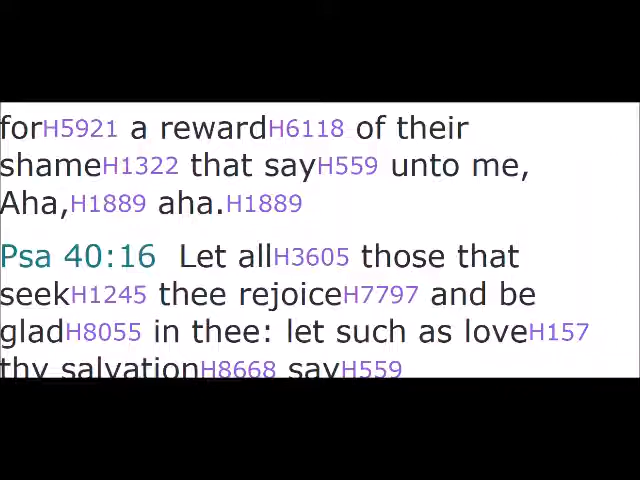 forH5921 a rewardH6118 of their
shameH1322 that sayH559 unto me,
Aha,H1889 aha.H1889
Psa 40:16 Let allH3605 those that
seekH1245 thee rejoiceH7797 and be
gladH8055 in thee: let such as loveH157
thy salvationH8668 sayH559